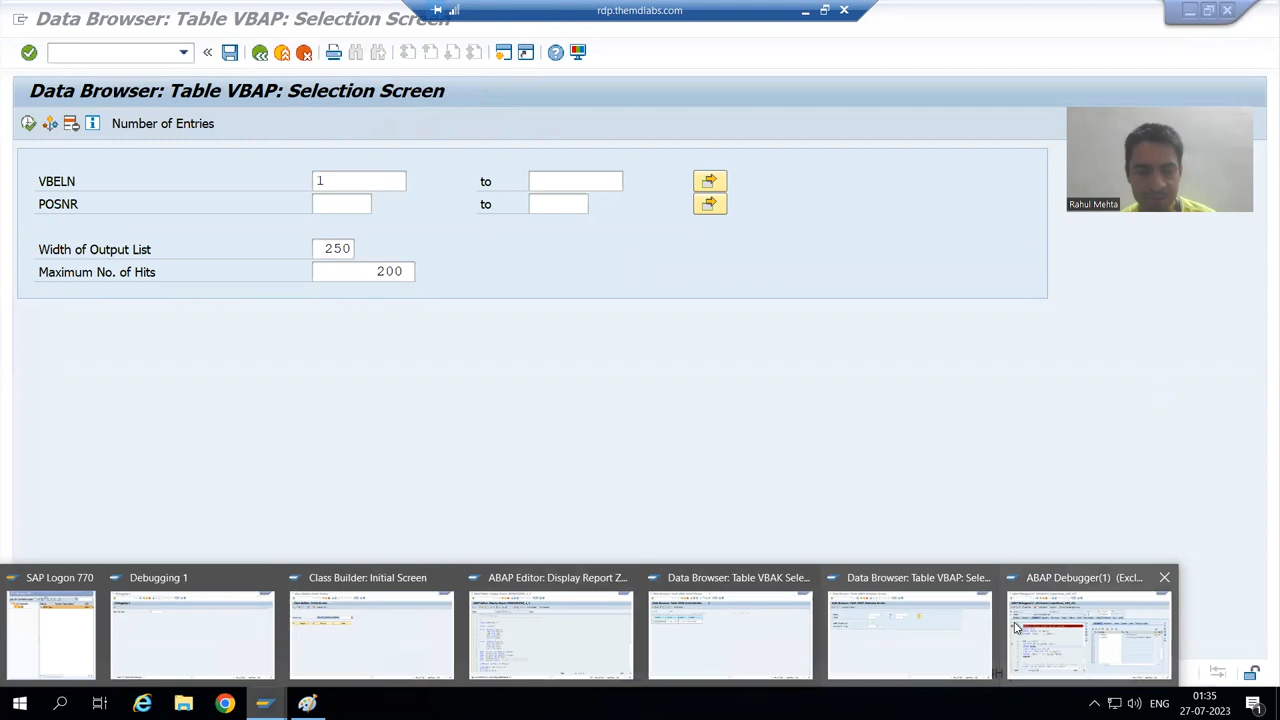 Data Browser: Table VBAP: Selection Screen
rdp.themdlabs.com
Data Browser: Table VBAP: Selection Screen
Number of Entries
VBELN 1 to
POSNR to
Width of Output List 250
Maximum No. of Hits 200
Rahul Mehta
SAP Logon 770
Debugging 1
Class Builder: Initial Screen
ABAP Editor: Display Report Z...
Data Browser: Table VBAK Sele...
Data Browser: Table VBAP: Sele...
ABAP Debugger(1) (Excl...
ENG
01:35
27-07-2023
1